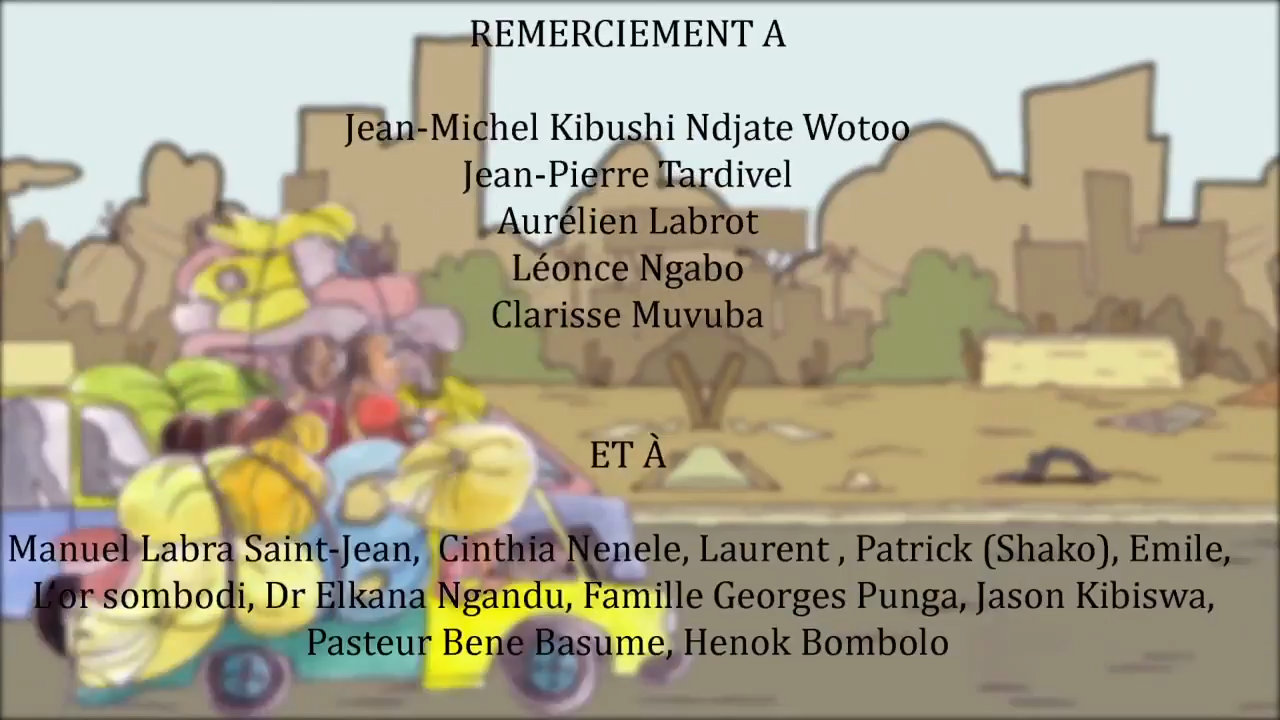 REMERCIEMENT A
Jean-Michel Kibushi Ndjate Wotoo
Jean-Pierre Tardivel
Aurélien Labrot
Léonce Ngabo
Clarisse Muvuba
ET À
Manuel Labra Saint-Jean, Cinthia Nenele, Laurent , Patrick (Shako), Emile,
L'or sombodi, Dr Elkana Ngandu, Famille Georges Punga, Jason Kibiswa,
Pasteur Bene Basume, Henok Bombolo